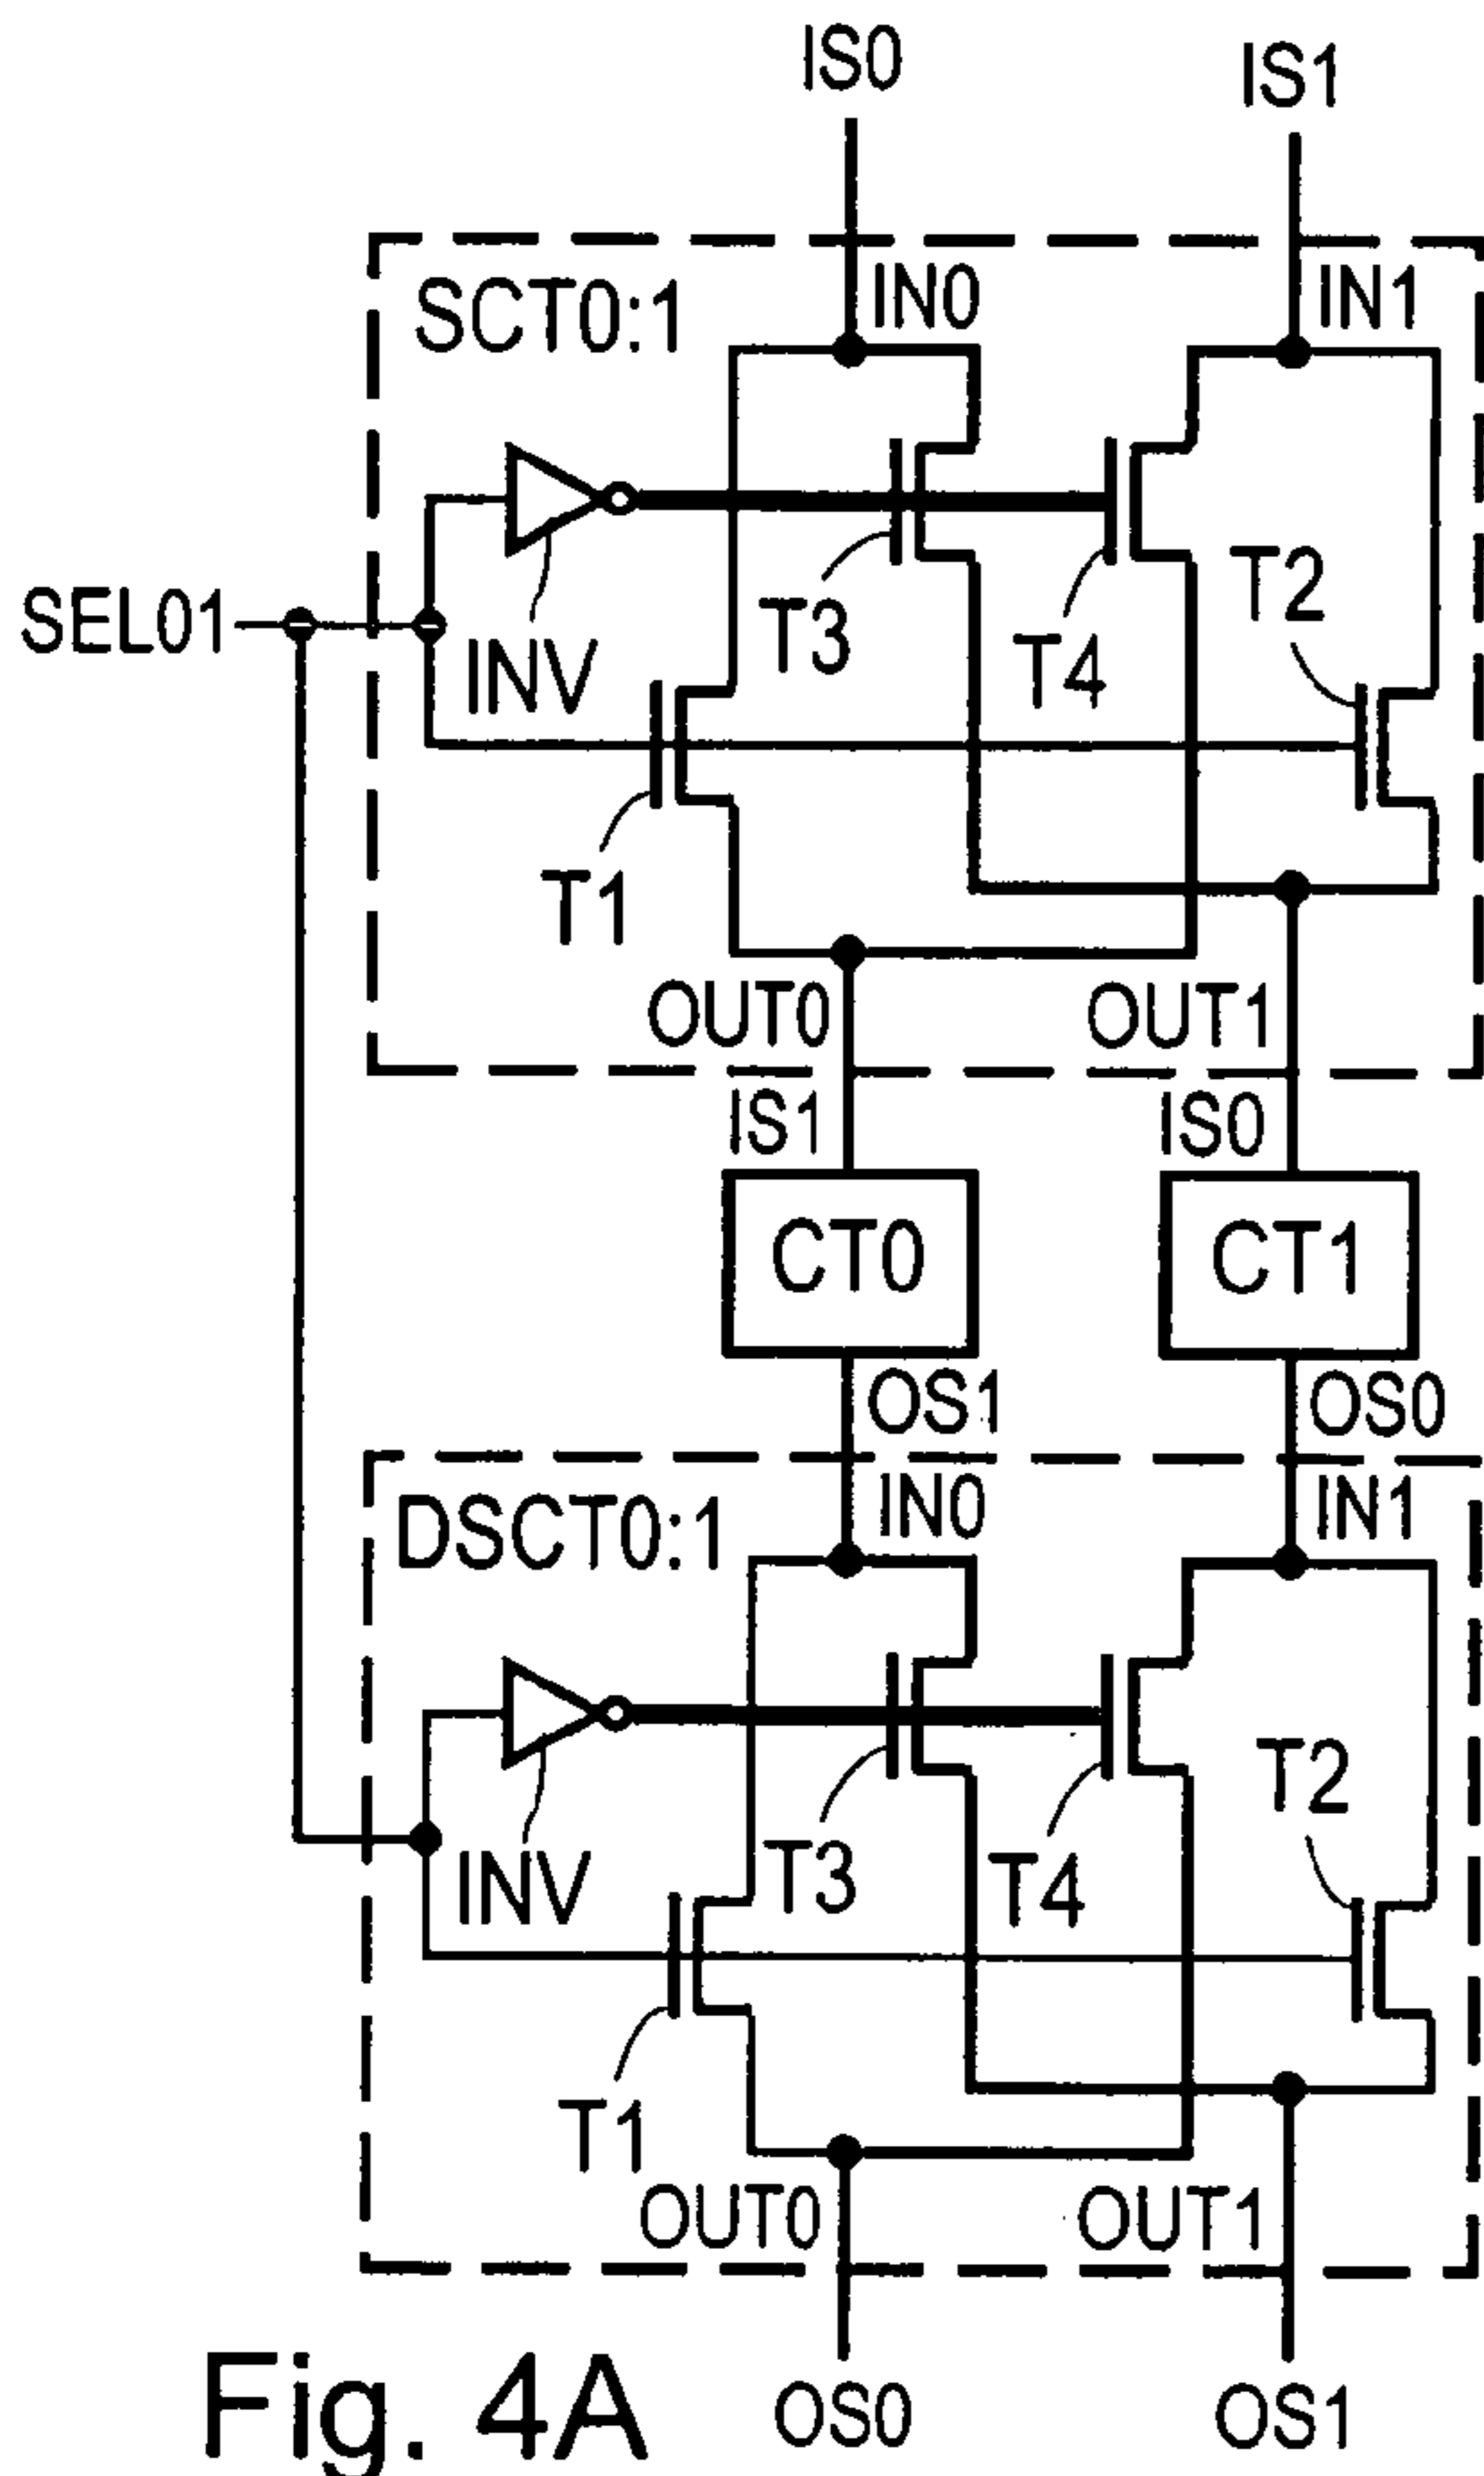 IS0 IS1
SCT0:1 IN0 IN1
SEL01 INV T3 T4 T2
T1
OUT0 OUT1
IS1 IS0
CT0 CT1
OS1 OS0
DSCT0:1 IN0 IN1
INV T3 T4 T2
T1
OUT0 OUT1
Fig. 4A OS0 OS1